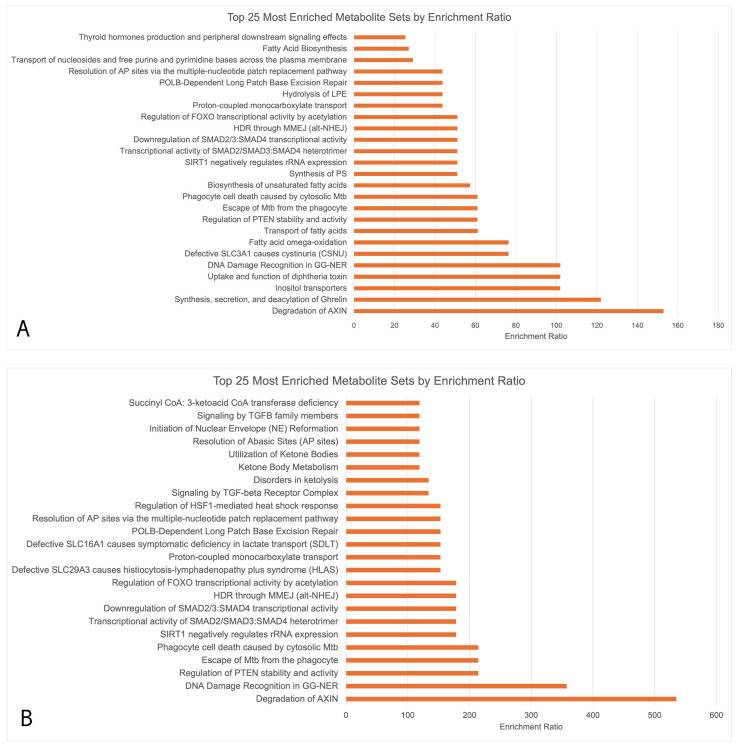 Top 25 Most Enriched Metabolite Sets by Enrichment Ratio
Thyroid hormones production and peripheral downstream signaling effects
Fatty Acid Biosynthesis
Transport of nucleosides and free purine and pyrimidine bases across the plasma membrane
Resolution of AP sites via the multiple-nucleotide patch replacement pathway
POLB-Dependent Long Patch Base Excision Repair
Hydrolysis of LPE
Proton-coupled monocarboxylate transport
Regulation of FOXO transcriptional activity by acetylation
HDR through MMEJ (alt-NHEJ)
Downregulation of SMAD2/3:SMAD4 transcriptional activity
Transcriptional activity of SMAD2/SMAD3:SMAD4 heterotrimer
SIRT1 negatively regulates rRNA expression
Synthesis of PS
Biosynthesis of unsaturated fatty acids
Phagocyte cell death caused by cytosolic Mtb
Escape of Mtb from the phagocyte
Regulation of PTEN stability and activity
Transport of fatty acids
Fatty acid omega-oxidation
Defective SLC3A1 causes cystinuria (CSNU)
DNA Damage Recognition in GG-NER
Uptake and function of diphtheria toxin
Inositol transporters
Synthesis, secretion, and deacylation of Ghrelin
Degradation of AXIN
0 20 40 60 80 100 120 140 160 180
Enrichment Ratio
A
Top 25 Most Enriched Metabolite Sets by Enrichment Ratio
Succinyl CoA: 3-ketoacid CoA transferase deficiency
Signaling by TGFB family members
Initiation of Nuclear Envelope (NE) Reformation
Resolution of Abasic Sites (AP sites)
Utilization of Ketone Bodies
Ketone Body Metabolism
Disorders in ketolysis
Signaling by TGF-beta Receptor Complex
Regulation of HSF1-mediated heat shock response
Resolution of AP sites via the multiple-nucleotide patch replacement pathway
POLB-Dependent Long Patch Base Excision Repair
Defective SLC16A1 causes symptomatic deficiency in lactate transport (SDLT)
Proton-coupled monocarboxylate transport
Defective SLC29A3 causes histiocytosis-lymphadenopathy plus syndrome (HLAS)
Regulation of FOXO transcriptional activity by acetylation
HDR through MMEJ (alt-NHEJ)
Downregulation of SMAD2/3:SMAD4 transcriptional activity
Transcriptional activity of SMAD2/SMAD3:SMAD4 heterotrimer
SIRT1 negatively regulates rRNA expression
Phagocyte cell death caused by cytosolic Mtb
Escape of Mtb from the phagocyte
Regulation of PTEN stability and activity
DNA Damage Recognition in GG-NER
Degradation of AXIN
0 100 200 300 400 500 600
Enrichment Ratio
B